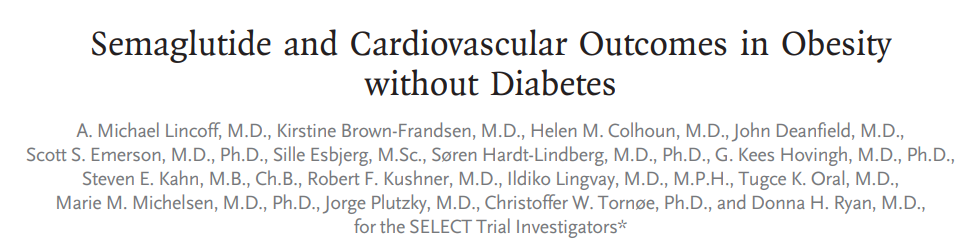 Semaglutide and Cardiovascular Outcomes in Obesity
without Diabetes
A. Michael Lincoff, M.D., Kirstine Brown-Frandsen, M.D., Helen M. Colhoun, M.D., John Deanfield, M.D.,
Scott S. Emerson, M.D., Ph.D., Sille Esbjerg, M.Sc., Søren Hardt-Lindberg, M.D., Ph.D., G. Kees Hovingh, M.D., Ph.D.,
Steven E. Kahn, M.B., Ch.B., Robert F. Kushner, M.D., Ildiko Lingvay, M.D., M.P.H., Tugce K. Oral, M.D.,
Marie M. Michelsen, M.D., Ph.D., Jorge Plutzky, M.D., Christoffer W. Tornøe, Ph.D., and Donna H. Ryan, M.D.,
for the SELECT Trial Investigators*